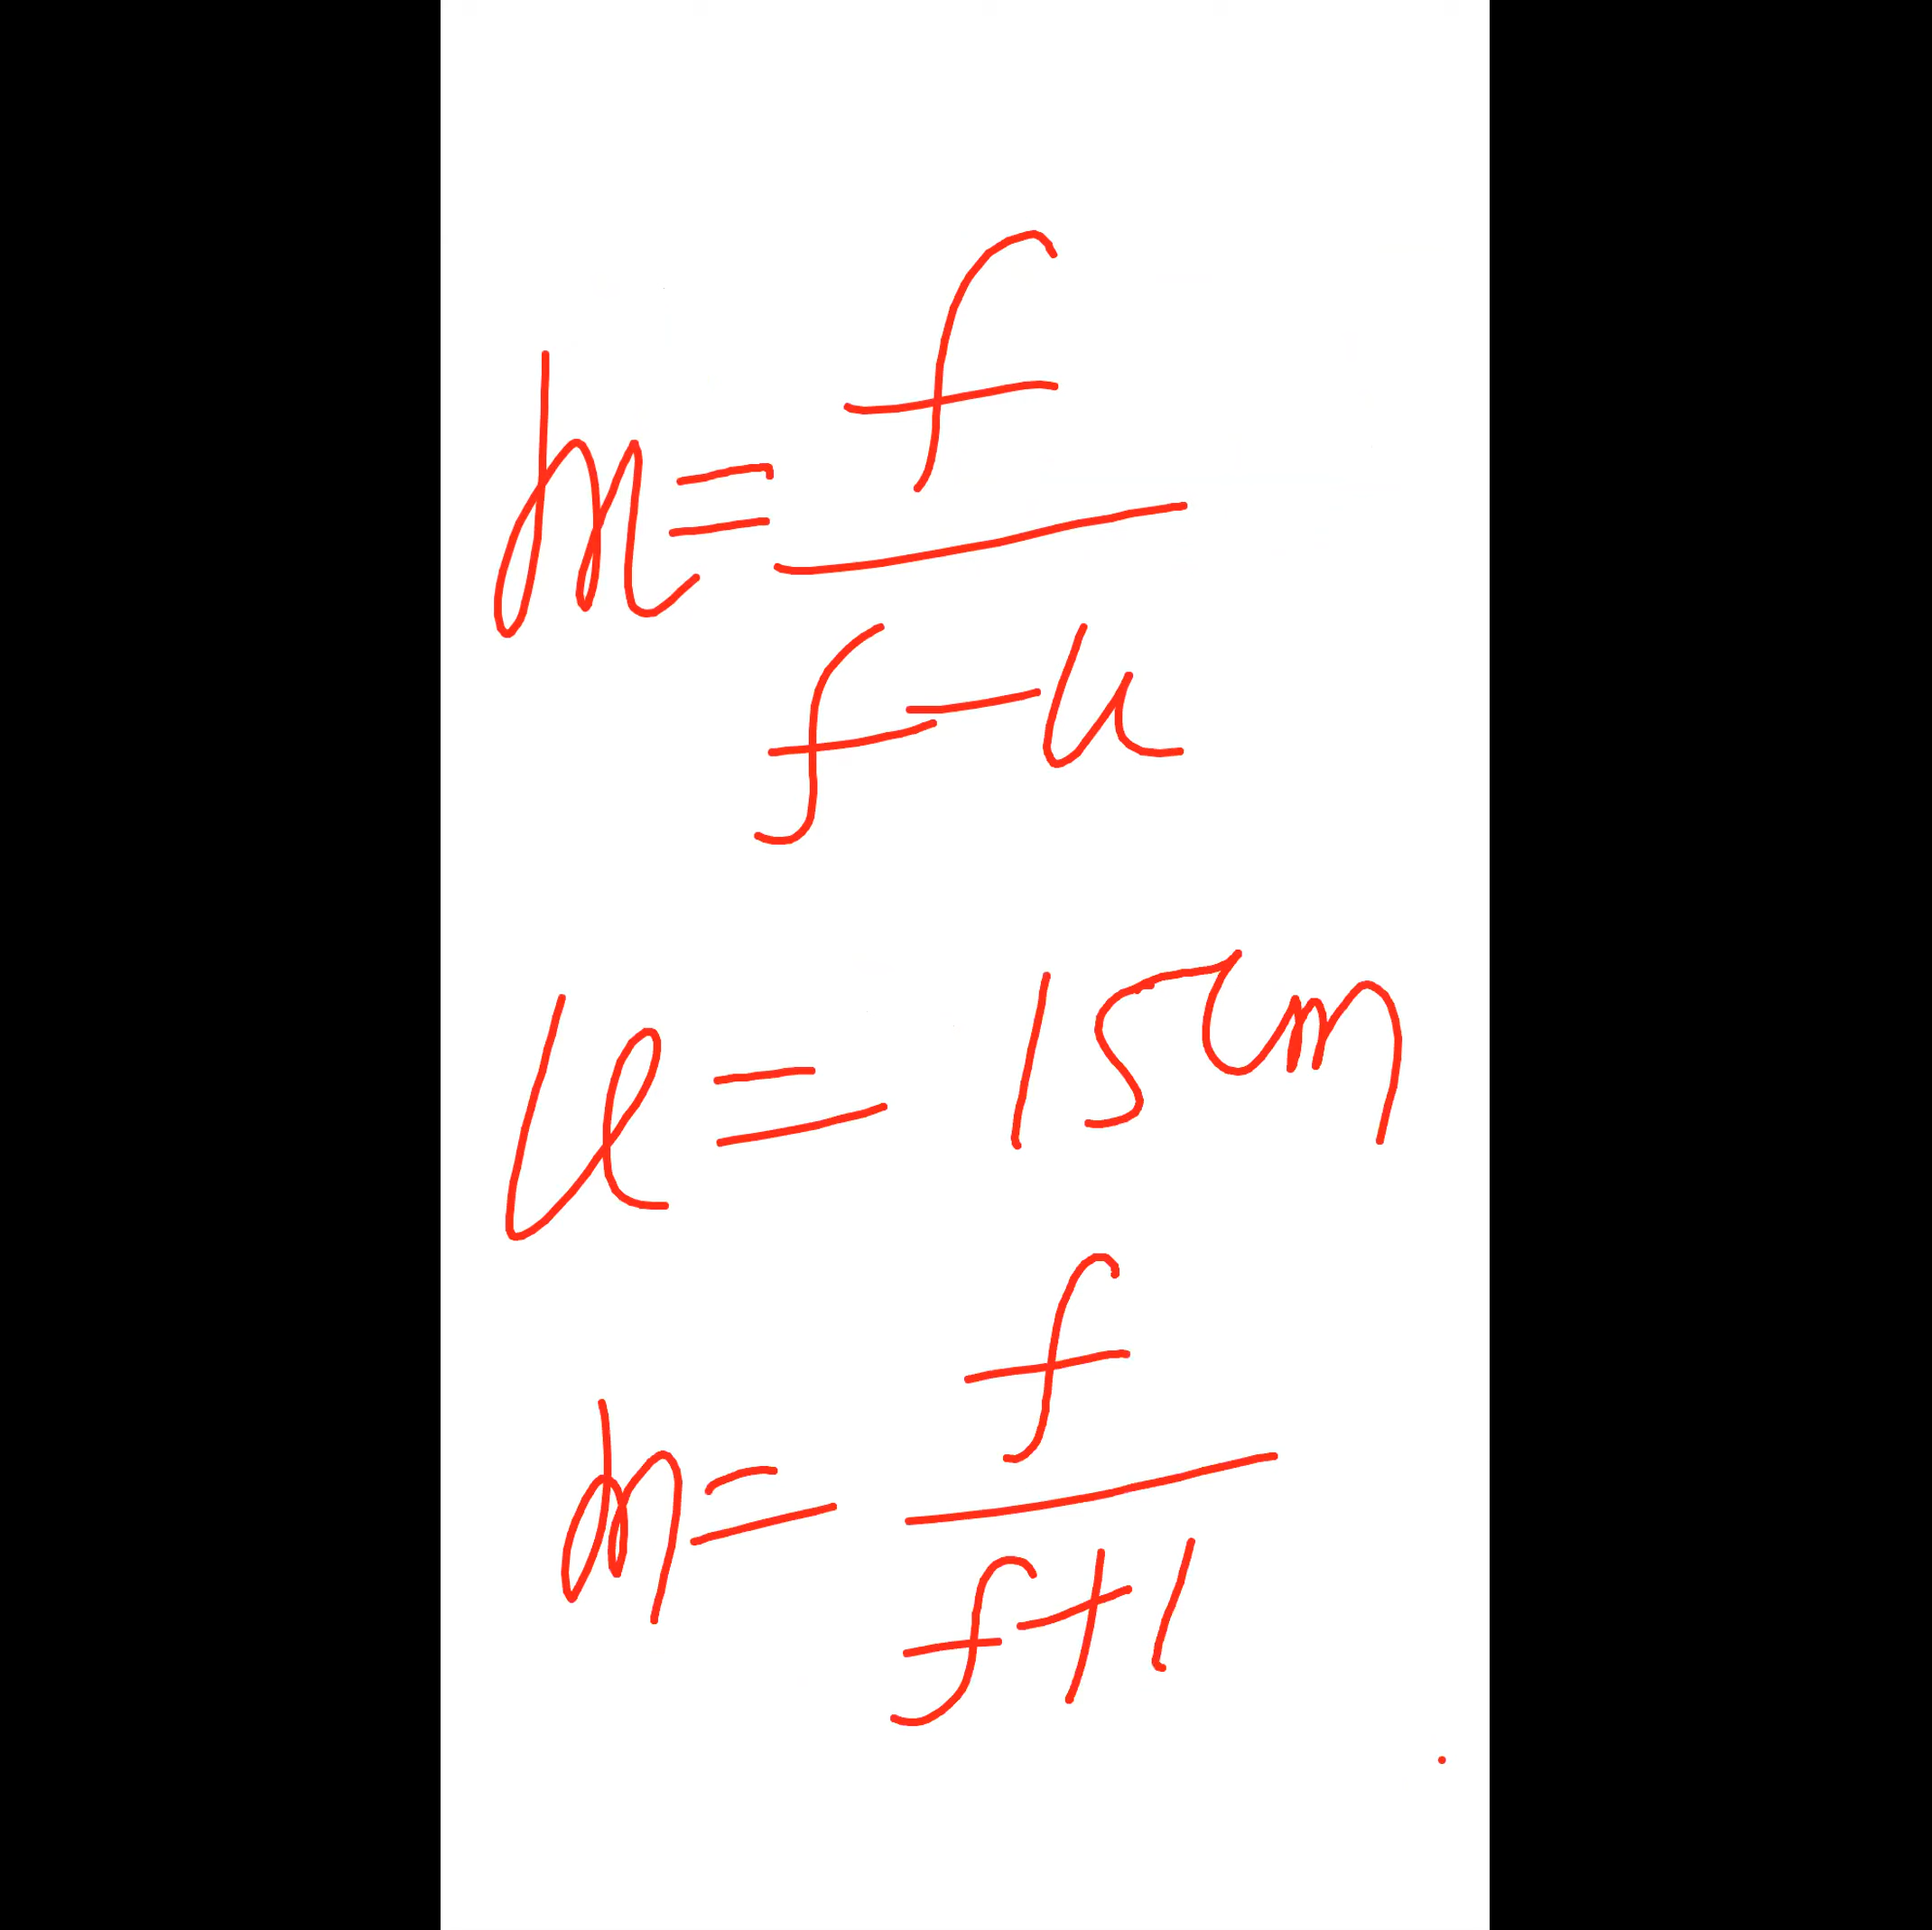 m = f / f - u
u = 15cm
m = f / f + 1